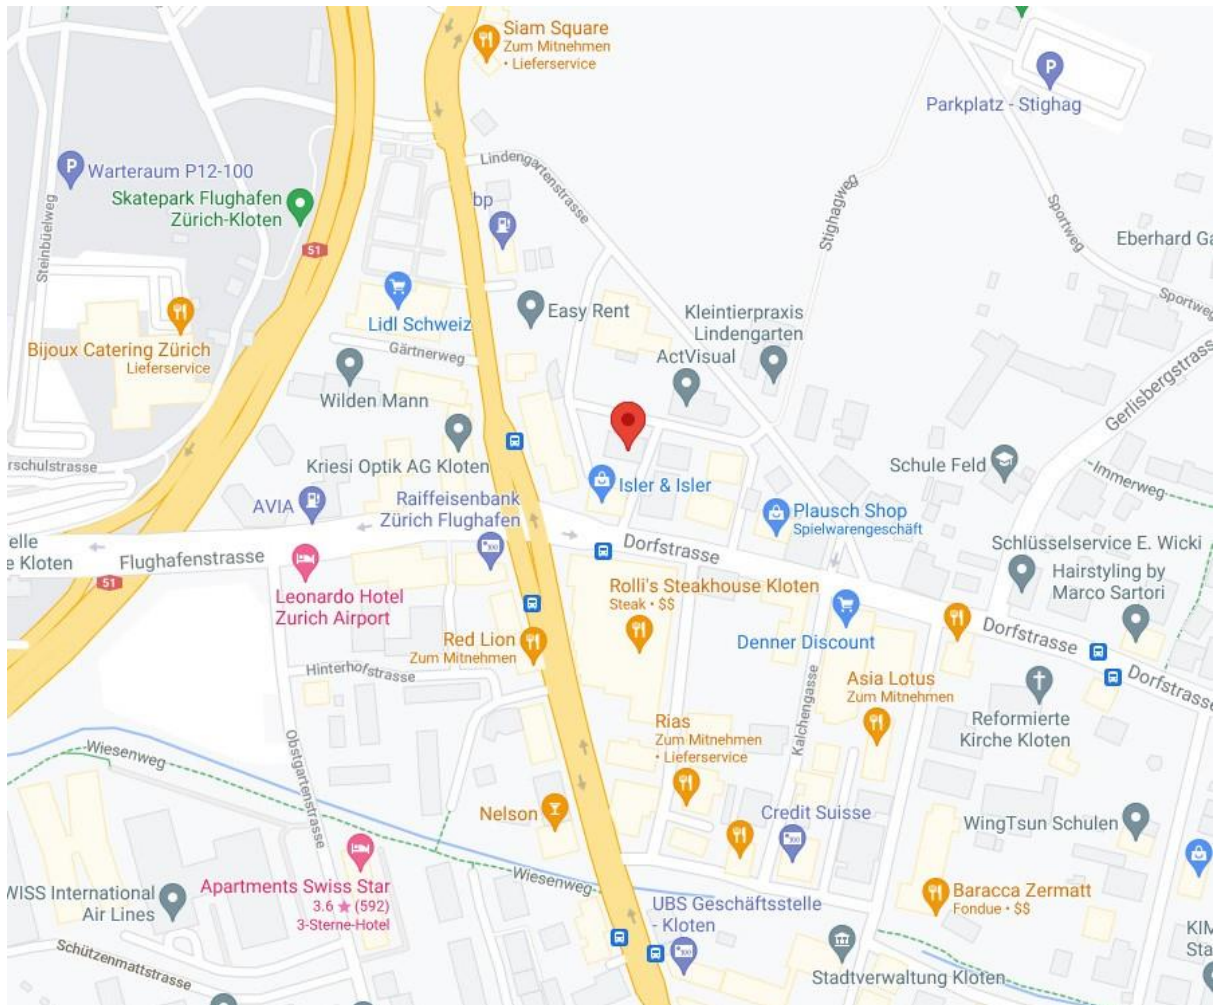 Siam Square
Zum Mitnehmen
• Lieferservice
Parkplatz - Stighag
Warteraum P12-100
Skatepark Flughafen
Zürich-Kloten
Steinbüelweg
51
bp
Lindengartenstrasse
Stighagweg
Sportweg
Eberhard Ga
Sportweg
Lidl Schweiz
Easy Rent
Kleintierpraxis
Lindengarten
ActVisual
Bijoux Catering Zürich
Lieferservice
Gärtnerweg
Wilden Mann
Gerlisbergstrass
Kriesi Optik AG Kloten
rschulstrasse
Isler & Isler
Schule Feld
Immerweg
AVIA
Raiffeisenbank
Zürich Flughafen
Plausch Shop
Spielwarengeschäft
elle
e Kloten
Flughafenstrasse
51
Dorfstrasse
Schlüsselservice E. Wicki
Hairstyling by
Marco Sartori
Leonardo Hotel
Zurich Airport
Rolli's Steakhouse Kloten
Steak • $$
Red Lion
Zum Mitnehmen
Denner Discount
Dorfstrasse
Hinterhofstrasse
Asia Lotus
Zum Mitnehmen
Dorfstrasse
Kalchengasse
Reformierte
Kirche Kloten
Rias
Zum Mitnehmen
• Lieferservice
Wiesenweg
Obstgartenstrasse
Nelson
Credit Suisse
WingTsun Schulen
Apartments Swiss Star
3.6 ★ (592)
3-Sterne-Hotel
Wiesenweg
WISS International
Air Lines
Baracca Zermatt
Fondue • $$
UBS Geschäftsstelle
- Kloten
KIM
Sta
Schützenmattstrasse
Stadtverwaltung Kloten